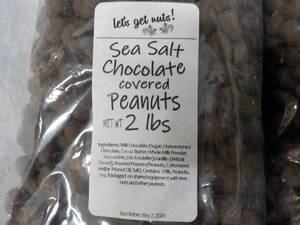 let's get nuts!
Sea Salt
Chocolate
covered
Peanuts
NET WT 2 lbs
Ingredients: Milk Chocolate (Sugar, Unsweetened
Chocolate, Cocoa Butter, Whole Milk Powder,
Soy Lecithin, (An Emulsifier) Vanillin (Artificial
Flavor)), Roasted Peanuts (Peanuts, Cottonseed
and/or Peanut Oil, Salt). Contains: Milk, Peanuts,
Soy. Packaged on shared equipment with tree
nuts and other peanuts.
Best Before: May 2, 2024